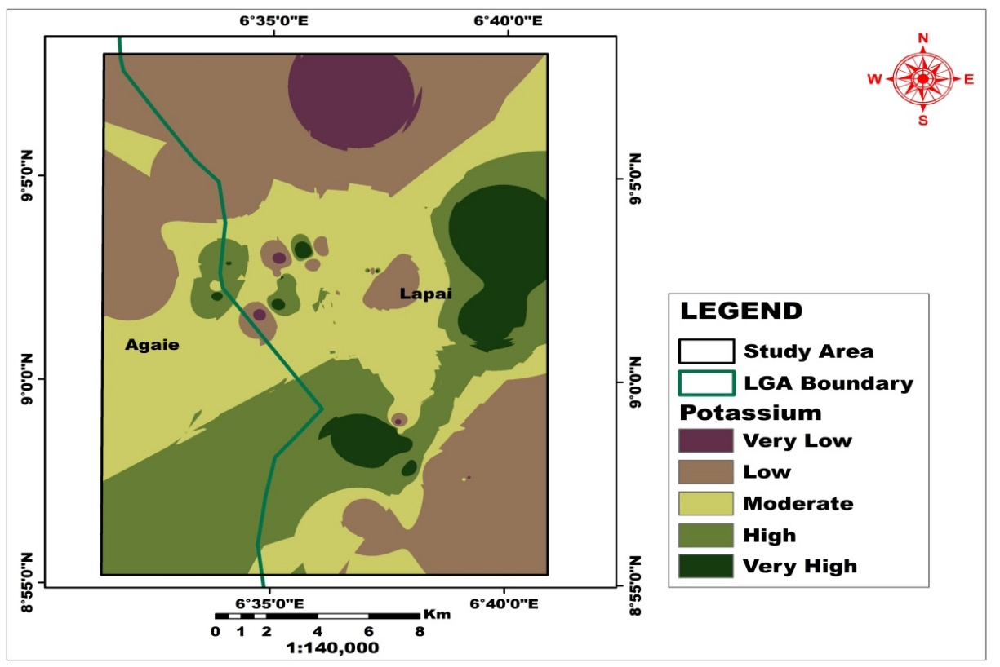 6°35'0"E 6°40'0"E
N
W E
S
9°5'0"N 9°5'0"N
Lapai
Agaie
9°0'0"N 9°0'0"N
8°55'0"N 8°55'0"N
6°35'0"E 6°40'0"E
Km
0 1 2 4 6 8
1:140,000
LEGEND
Study Area
LGA Boundary
Potassium
Very Low
Low
Moderate
High
Very High